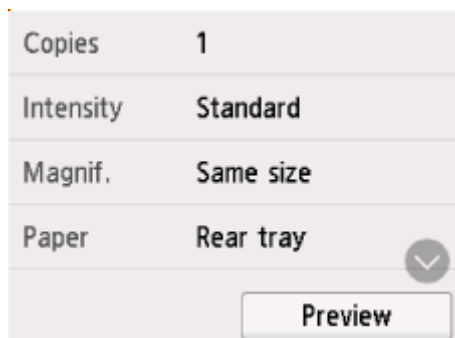 Copies 1
Intensity Standard
Magnif. Same size
Paper Rear tray
Preview